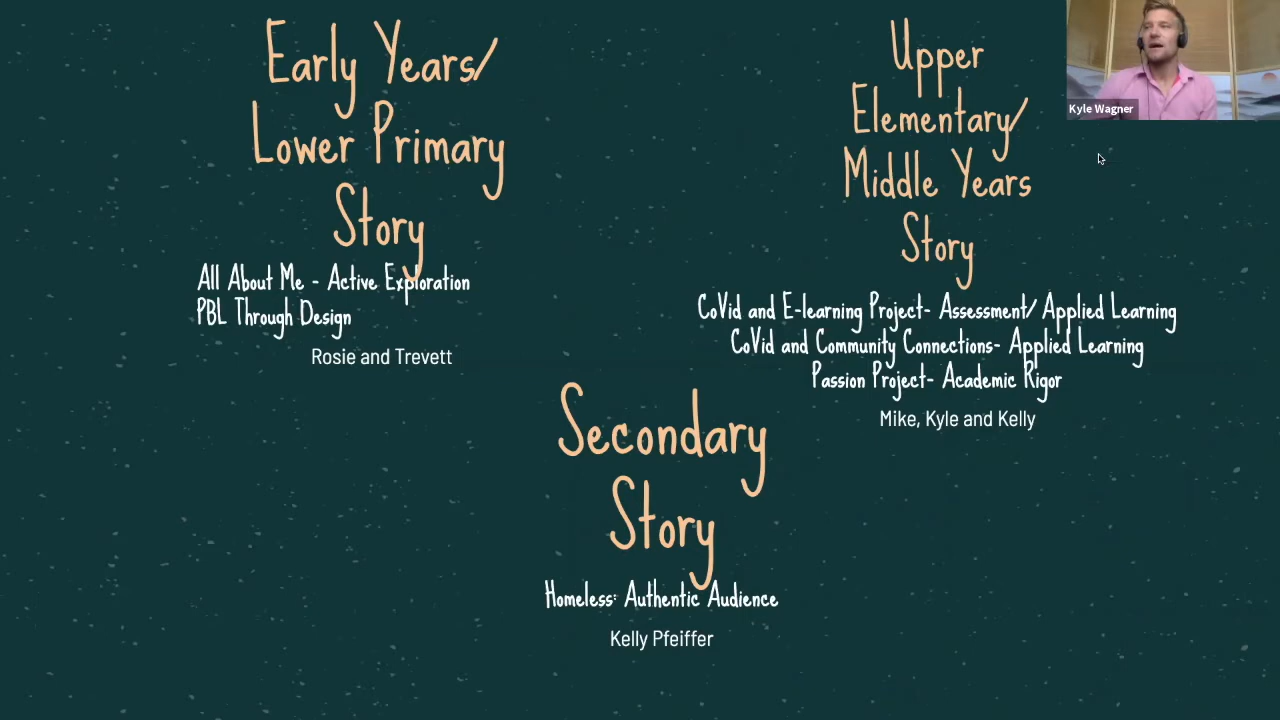 Early Years/
Lower Primary
Story
All About Me - Active Exploration
PBL Through Design
Rosie and Trevett
Upper
Elementary/
Middle Years
Story
CoVid and E-learning Project- Assessment/ Applied Learning
CoVid and Community Connections- Applied Learning
Passion Project- Academic Rigor
Mike, Kyle and Kelly
Secondary
Story
Homeless: Authentic Audience
Kelly Pfeiffer
Kyle Wagner